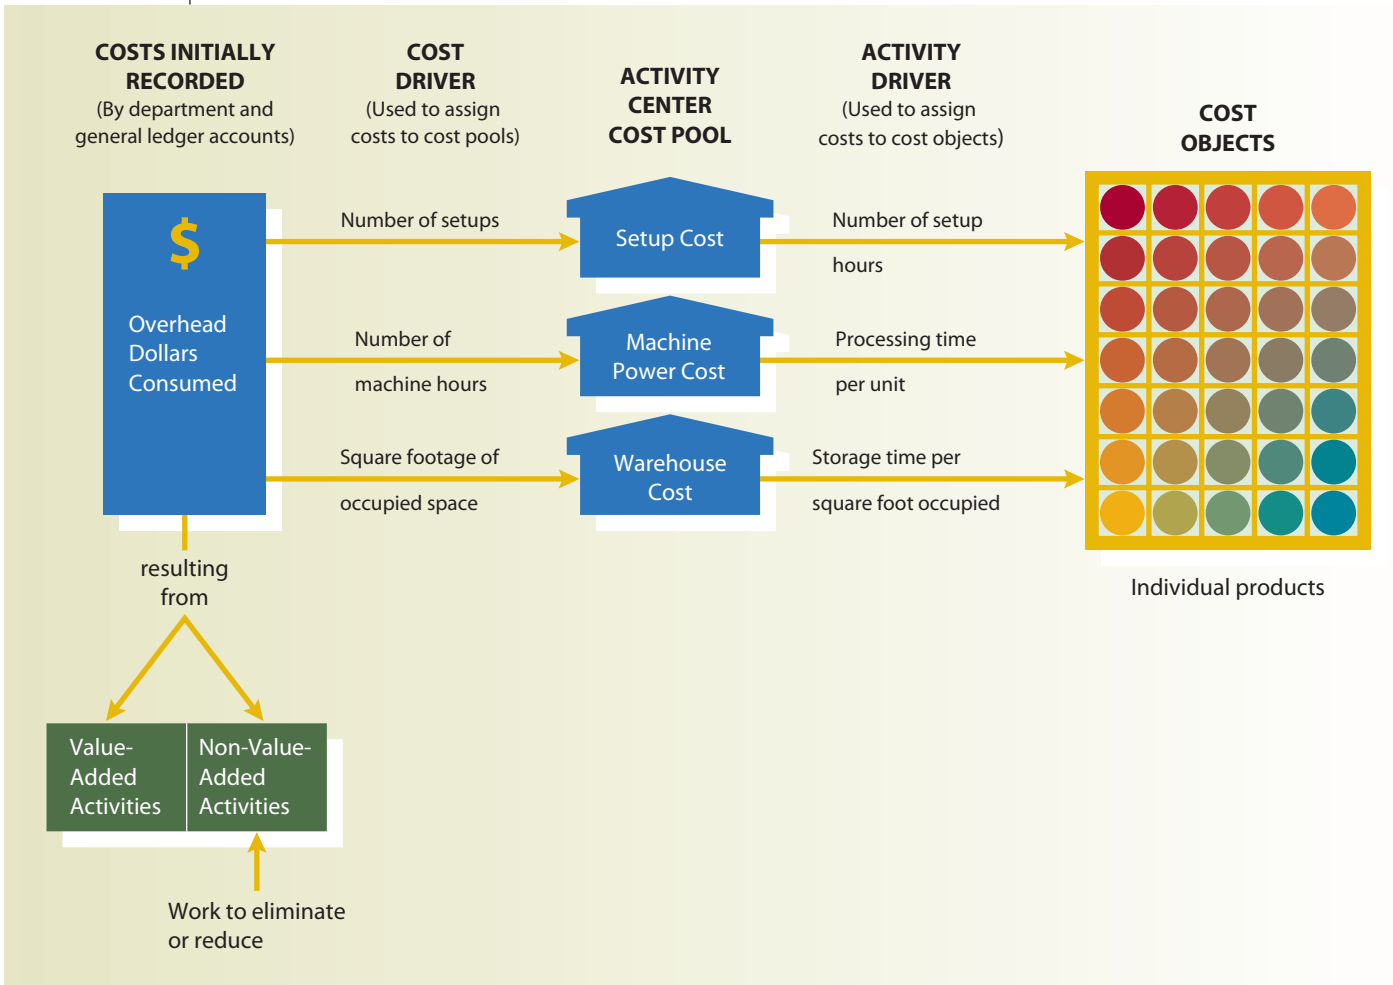 COSTS INITIALLY
RECORDED
(By department and
general ledger accounts)
COST
DRIVER
(Used to assign
costs to cost pools)
ACTIVITY
CENTER
COST POOL
ACTIVITY
DRIVER
(Used to assign
costs to cost objects)
COST
OBJECTS
$
Overhead
Dollars
Consumed
Number of setups
Setup Cost
Number of setup
hours
Number of
machine hours
Machine
Power Cost
Processing time
per unit
Square footage of
occupied space
Warehouse
Cost
Storage time per
square foot occupied
Individual products
resulting
from
Value-
Added
Activities
Non-Value-
Added
Activities
Work to eliminate
or reduce